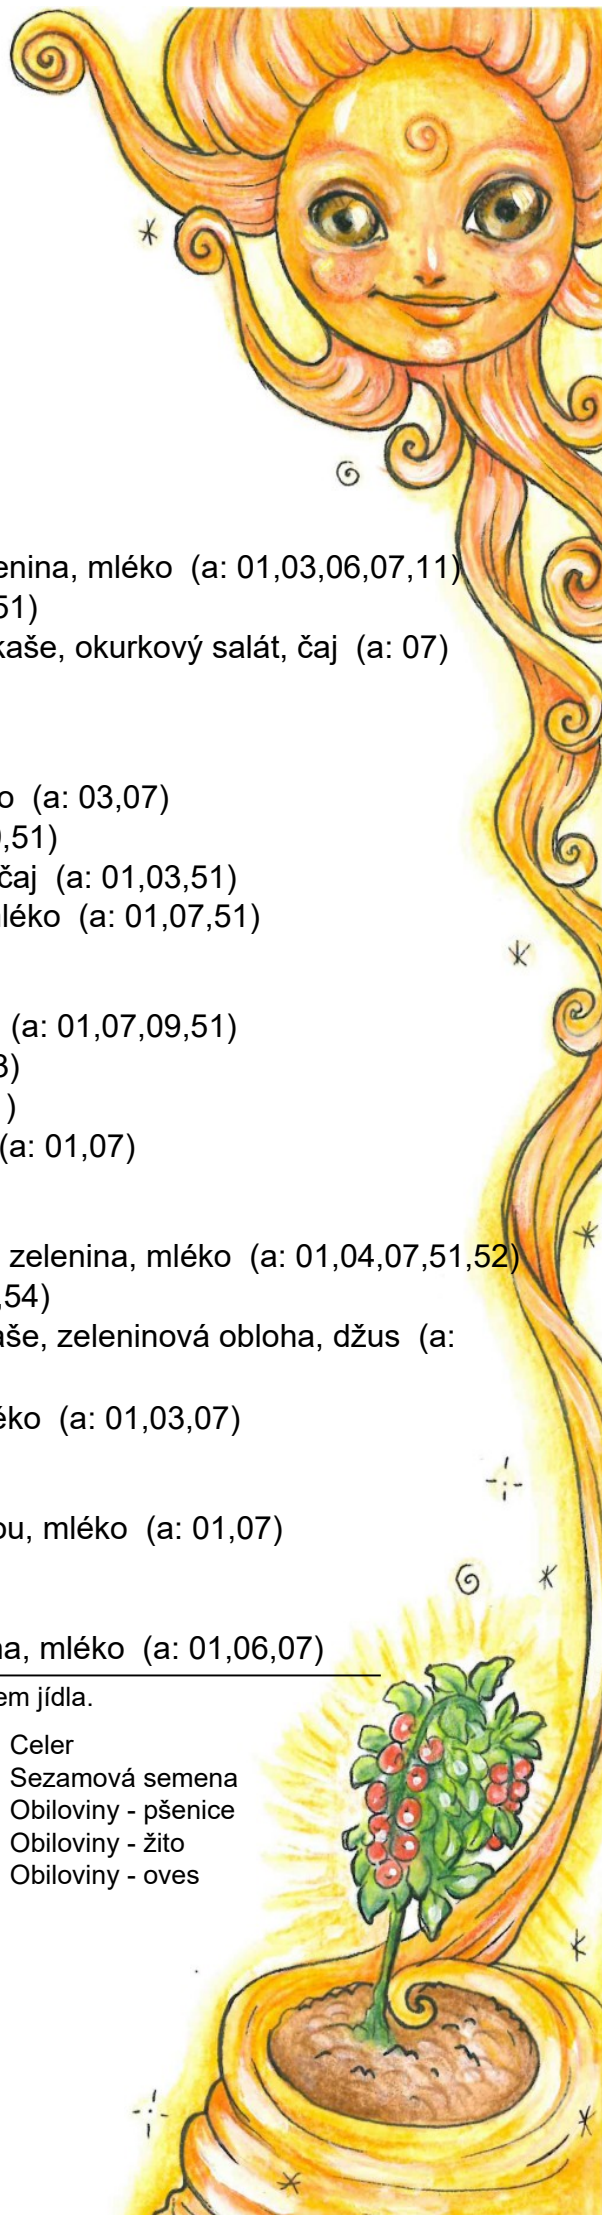 enina, mléko (a: 01,03,06,07,11)
51)
kaše, okurkový salát, čaj (a: 07)
o (a: 03,07)
,51)
čaj (a: 01,03,51)
léko (a: 01,07,51)
(a: 01,07,09,51)
3)
)
(a: 01,07)
zelenina, mléko (a: 01,04,07,51,52)
,54)
aše, zeleninová obloha, džus (a:
éko (a: 01,03,07)
ou, mléko (a: 01,07)
na, mléko (a: 01,06,07)
em jídla.
Celer
Sezamová semena
Obiloviny - pšenice
Obiloviny - žito
Obiloviny - oves